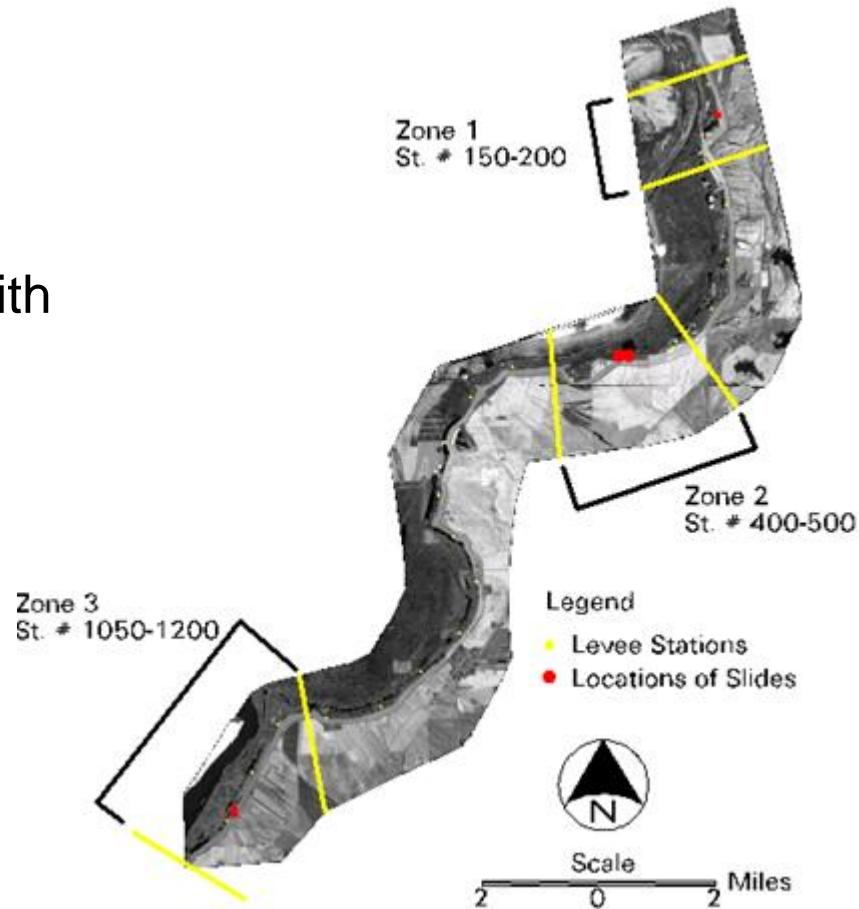 ith
Zone 1
St. # 150-200
Zone 2
St. # 400-500
Zone 3
St. # 1050-1200
Legend
Levee Stations
Locations of Slides
N
Scale
2 0 2 Miles